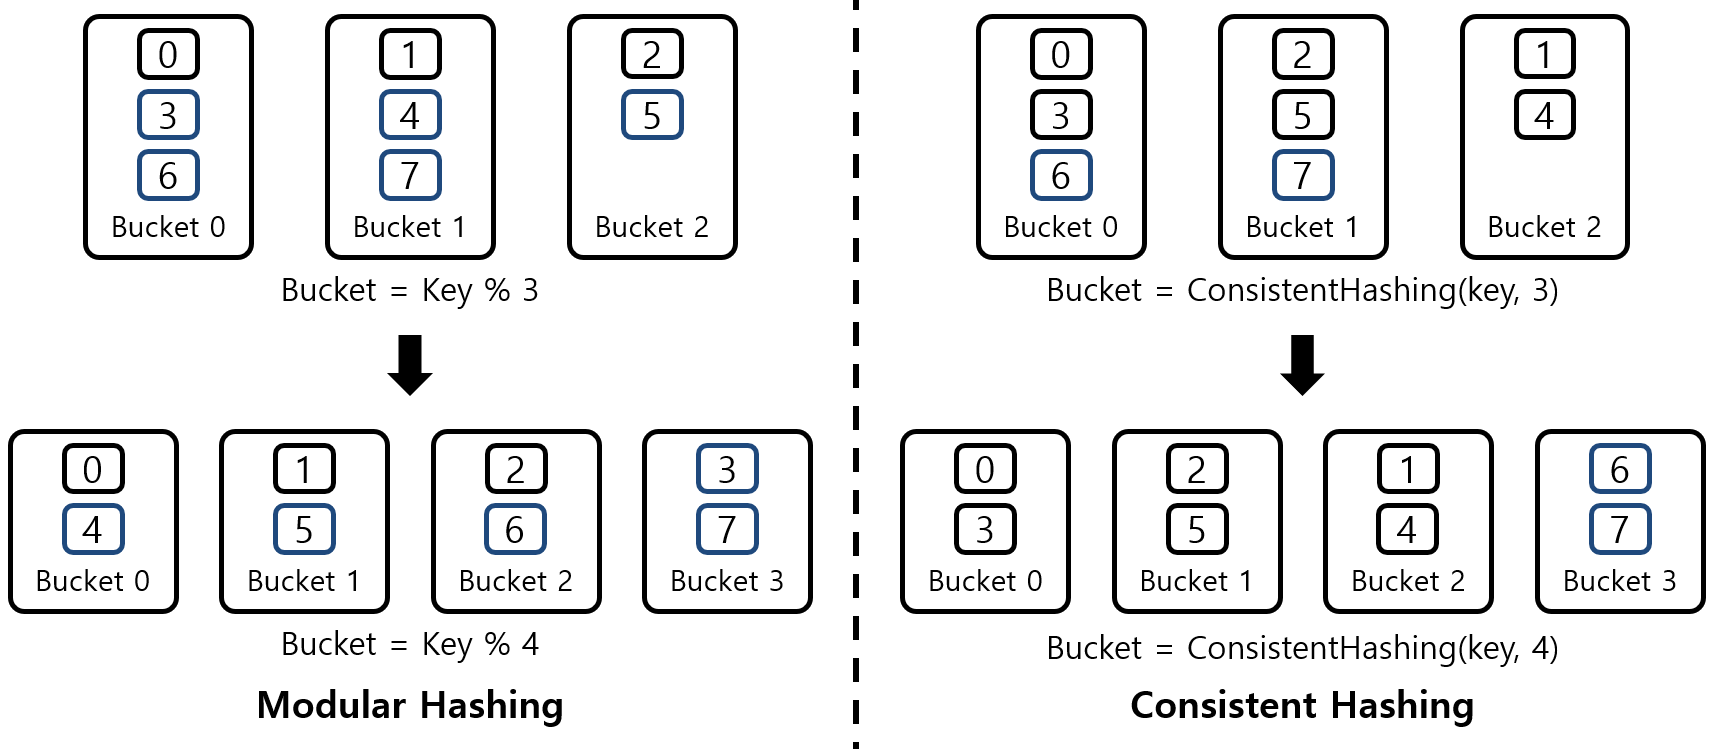 0 1 2
3 4 5
6 7
Bucket 0 Bucket 1 Bucket 2
Bucket = Key % 3
0 1 2 3
4 5 6 7
Bucket 0 Bucket 1 Bucket 2 Bucket 3
Bucket = Key % 4
Modular Hashing
0 2 1
3 5 4
6 7
Bucket 0 Bucket 1 Bucket 2
Bucket = ConsistentHashing(key, 3)
0 2 1 6
3 5 4 7
Bucket 0 Bucket 1 Bucket 2 Bucket 3
Bucket = ConsistentHashing(key, 4)
Consistent Hashing